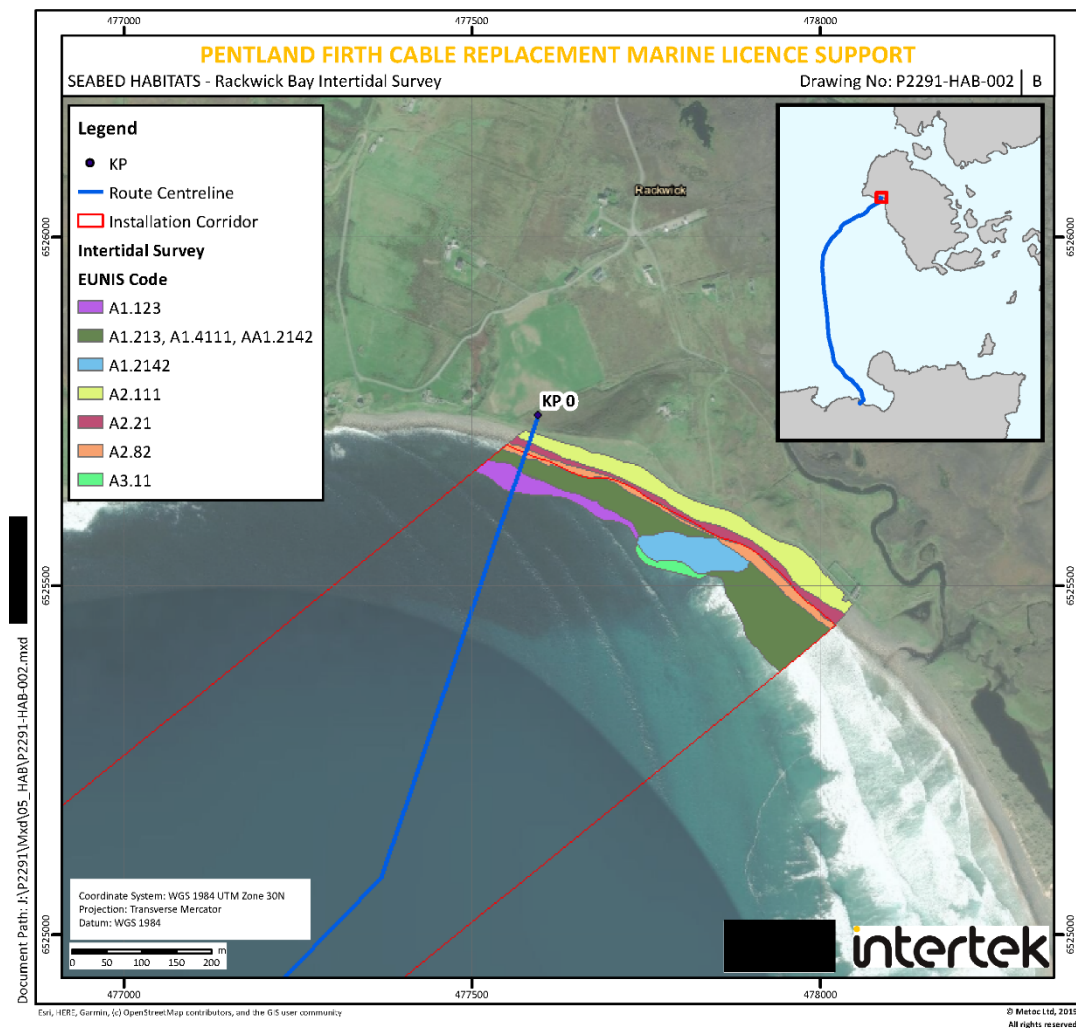 477000
477500
478000
PENTLAND FIRTH CABLE REPLACEMENT MARINE LICENCE SUPPORT
SEABED HABITATS - Rackwick Bay Intertidal Survey
Drawing No: P2291-HAB-002
B
Legend
KP
Route Centreline
Installation Corridor
Intertidal Survey
EUNIS Code
A1.123
A1.213, A1.4111, AA1.2142
A1.2142
A2.111
A2.21
A2.82
A3.11
Rackwick
KP 0
6526000
6526000
6525500
6525500
6525000
6525000
Document Path: J:\P2291\Mxd\05_HAB\P2291-HAB-002.mxd
Coordinate System: WGS 1984 UTM Zone 30N
Projection: Transverse Mercator
Datum: WGS 1984
m
0 50 100 150 200
intertek
477000
477500
478000
Esri, HERE, Garmin, (c) OpenStreetMap contributors, and the GIS user community
© Metoc Ltd, 2019
All rights reserved